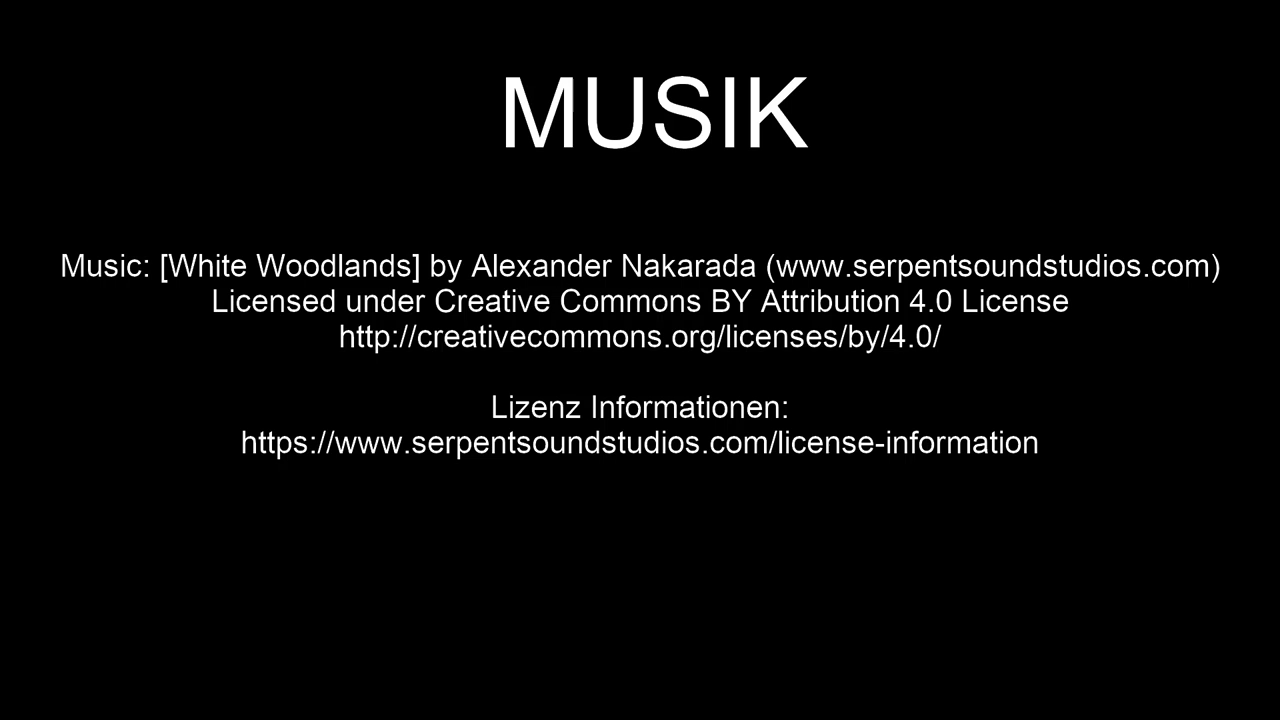 MUSIK
Music: [White Woodlands] by Alexander Nakarada (www.serpentsoundstudios.com)
Licensed under Creative Commons BY Attribution 4.0 License
http://creativecommons.org/licenses/by/4.0/
Lizenz Informationen:
https://www.serpentsoundstudios.com/license-information